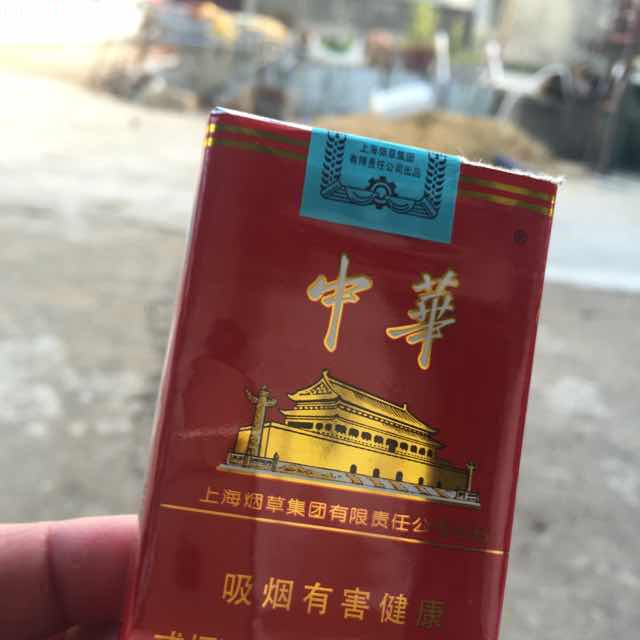 上海烟草集团
有限责任公司出品
®
中華
上海烟草集团有限责任公司
吸烟有害健康